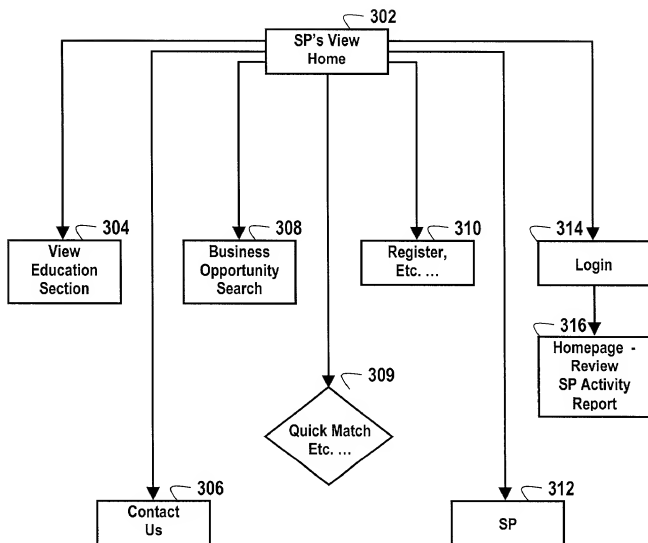 302
SP's View
Home
304
View
Education
Section
308
Business
Opportunity
Search
310
Register,
Etc. ...
314
Login
316
Homepage -
Review
SP Activity
Report
309
Quick Match
Etc. ...
306
Contact
Us
312
SP